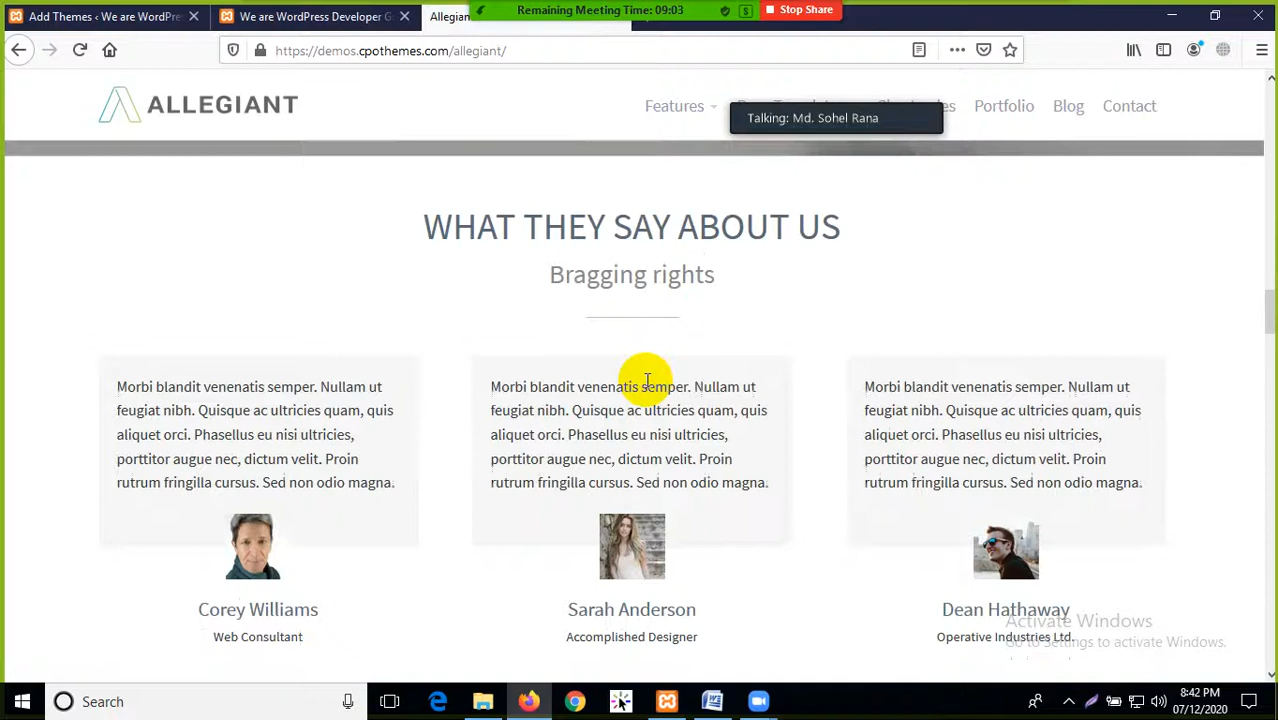 Remaining Meeting Time: 09:03
Stop Share
Add Themes ‹ We are WordPre
We are WordPress Developer G
Allegian
https://demos.cpothemes.com/allegiant/
ALLEGIANT
Features
Portfolio
Blog
Contact
Talking: Md. Sohel Rana
WHAT THEY SAY ABOUT US
Bragging rights
Morbi blandit venenatis semper. Nullam ut
feugiat nibh. Quisque ac ultricies quam, quis
aliquet orci. Phasellus eu nisi ultricies,
porttitor augue nec, dictum velit. Proin
rutrum fringilla cursus. Sed non odio magna.
Corey Williams
Web Consultant
Morbi blandit venenatis semper. Nullam ut
feugiat nibh. Quisque ac ultricies quam, quis
aliquet orci. Phasellus eu nisi ultricies,
porttitor augue nec, dictum velit. Proin
rutrum fringilla cursus. Sed non odio magna.
Sarah Anderson
Accomplished Designer
Morbi blandit venenatis semper. Nullam ut
feugiat nibh. Quisque ac ultricies quam, quis
aliquet orci. Phasellus eu nisi ultricies,
porttitor augue nec, dictum velit. Proin
rutrum fringilla cursus. Sed non odio magna.
Dean Hathaway
Operative Industries Ltd.
Activate Windows
Go to Settings to activate Windows.
Search
8:42 PM
07/12/2020